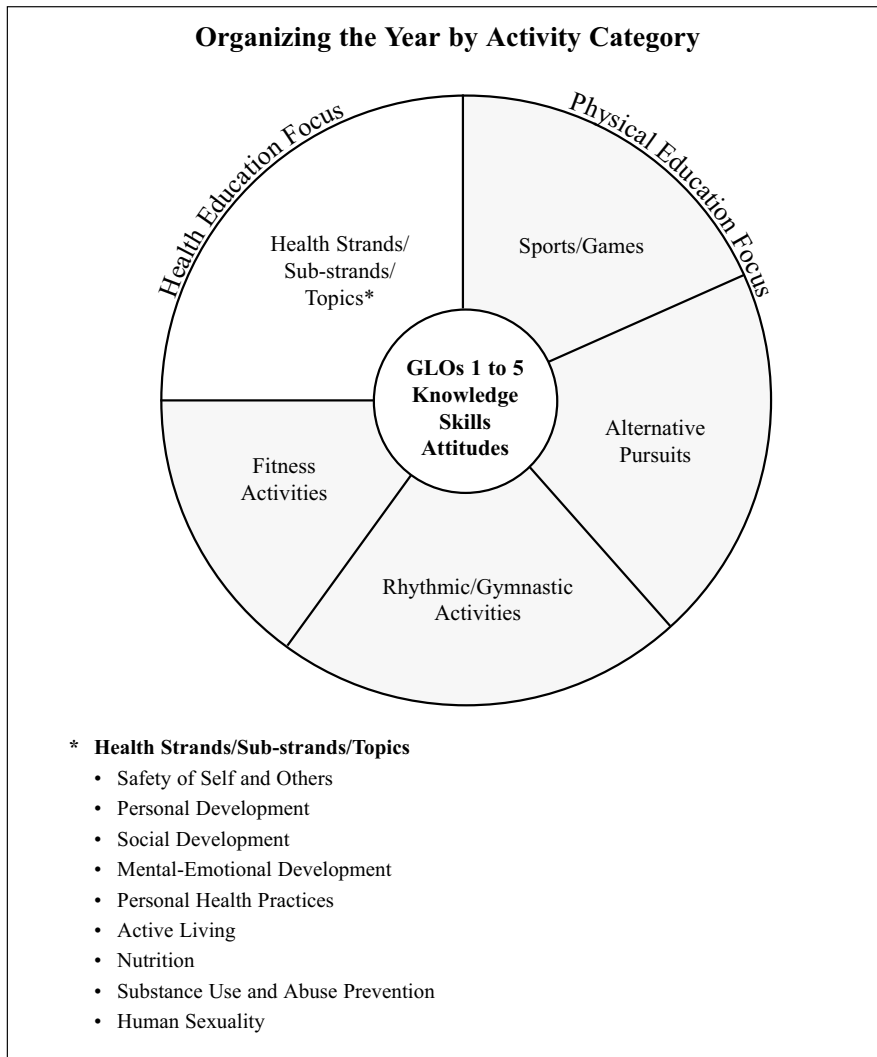 Organizing the Year by Activity Category
Health Education Focus
Physical Education Focus
Health Strands/
Sub-strands/
Topics*
Sports/Games
GLOs 1 to 5
Knowledge
Skills
Attitudes
Alternative
Pursuits
Fitness
Activities
Rhythmic/Gymnastic
Activities
* Health Strands/Sub-strands/Topics
• Safety of Self and Others
• Personal Development
• Social Development
• Mental-Emotional Development
• Personal Health Practices
• Active Living
• Nutrition
• Substance Use and Abuse Prevention
• Human Sexuality